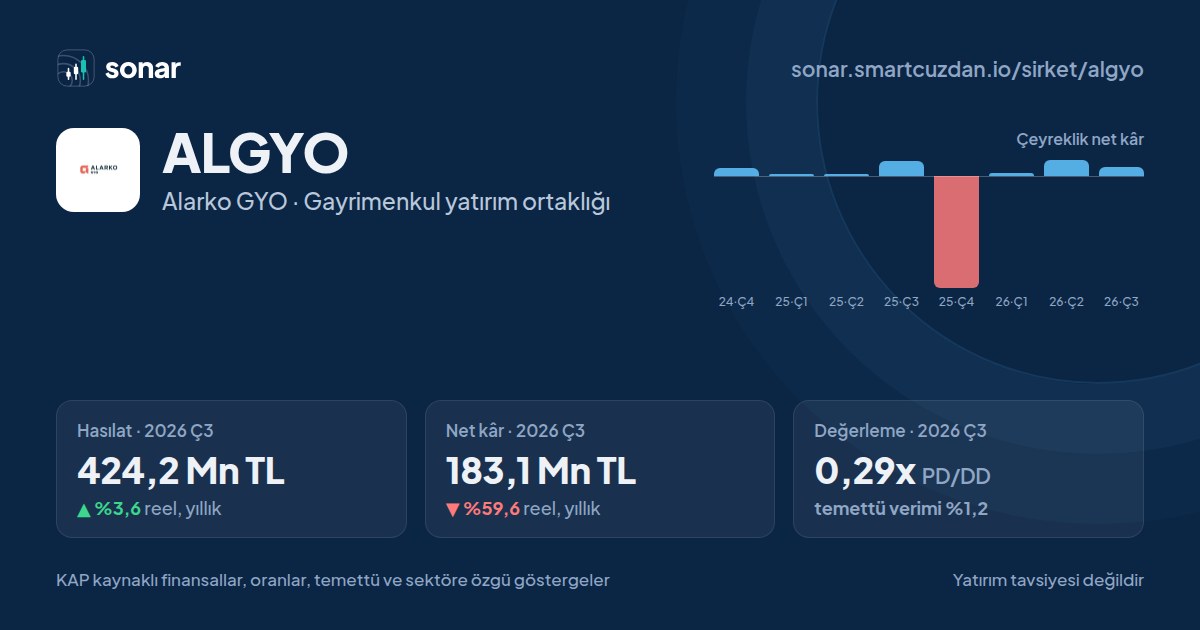 sonar
sonar.smartcuzdan.io/sirket/algyo
ALARKO
GYO
ALGYO
Alarko GYO · Gayrimenkul yatırım ortaklığı
Çeyreklik net kâr
24·Ç4 25·Ç1 25·Ç2 25·Ç3 25·Ç4 26·Ç1 26·Ç2 26·Ç3
Hasılat · 2026 Ç3
424,2 Mn TL
▲ %3,6 reel, yıllık
Net kâr · 2026 Ç3
183,1 Mn TL
▼ %59,6 reel, yıllık
Değerleme · 2026 Ç3
0,29x PD/DD
temettü verimi %1,2
KAP kaynaklı finansallar, oranlar, temettü ve sektöre özgü göstergeler
Yatırım tavsiyesi değildir